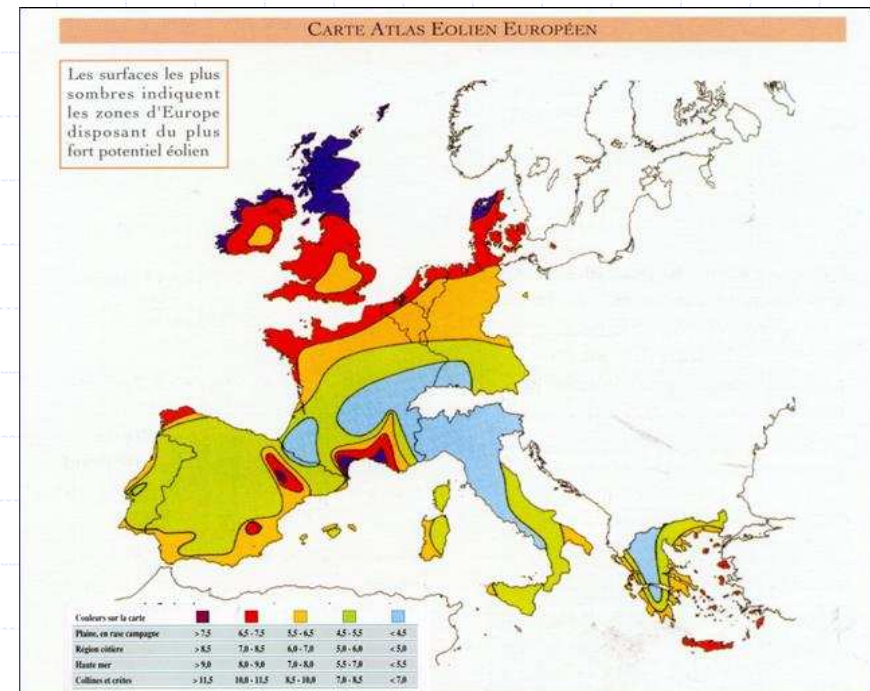 CARTE ATLAS EOLIEN EUROPÉEN
Les surfaces les plus
sombres indiquent
les zones d'Europe
disposant du plus
fort potentiel éolien
Couleurs sur la carte
Plaine, en rase campagne > 7,5 6,5 - 7,5 5,5 - 6,5 4,5 - 5,5 < 4,5
Région côtière > 8,5 7,0 - 8,5 6,0 - 7,0 5,0 - 6,0 < 5,0
Haute mer > 9,0 8,0 - 9,0 7,0 - 8,0 5,5 - 7,0 < 5,5
Collines et crêtes > 11,5 10,0 - 11,5 8,5 - 10,0 7,0 - 8,5 < 7,0